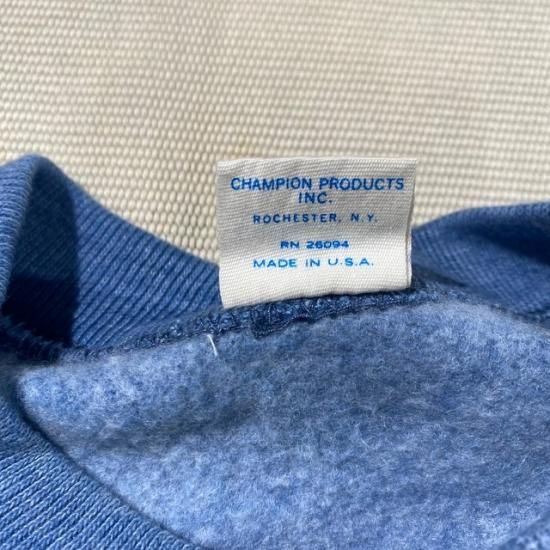 CHAMPION PRODUCTS
INC.
ROCHESTER, N.Y.
RN 26094
MADE IN U.S.A.